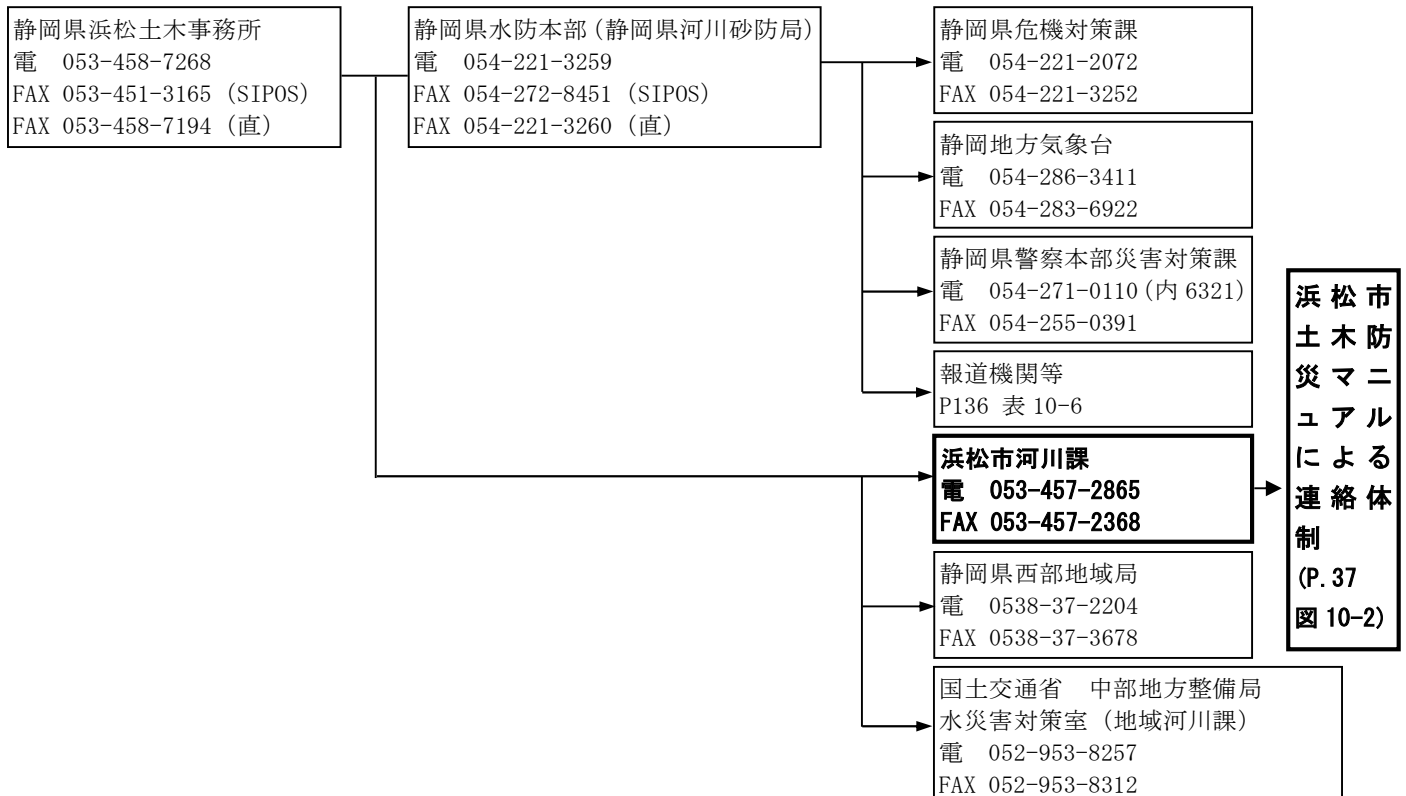 静岡県浜松土木事務所
電　053-458-7268
FAX 053-451-3165 (SIPOS)
FAX 053-458-7194（直）
静岡県水防本部（静岡県河川砂防局）
電　054-221-3259
FAX 054-272-8451 (SIPOS)
FAX 054-221-3260（直）
静岡県危機対策課
電　054-221-2072
FAX 054-221-3252
静岡地方気象台
電　054-286-3411
FAX 054-283-6922
静岡県警察本部災害対策課
電　054-271-0110（内 6321）
FAX 054-255-0391
報道機関等
P136 表 10-6
浜松市河川課
電　053-457-2865
FAX 053-457-2368
静岡県西部地域局
電　0538-37-2204
FAX 0538-37-3678
国土交通省　中部地方整備局
水災害対策室（地域河川課）
電　052-953-8257
FAX 052-953-8312
浜松市
土木防
災マニ
ュアル
による
連絡体
制
(P.37
図 10-2)